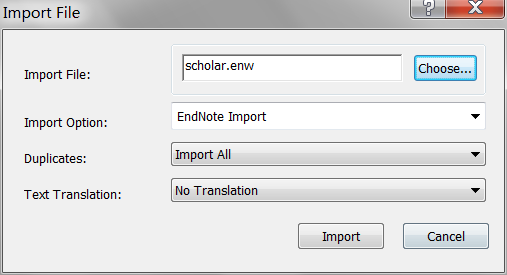 Import File
Import File:
scholar.enw
Choose...
Import Option:
EndNote Import
Duplicates:
Import All
Text Translation:
No Translation
Import
Cancel